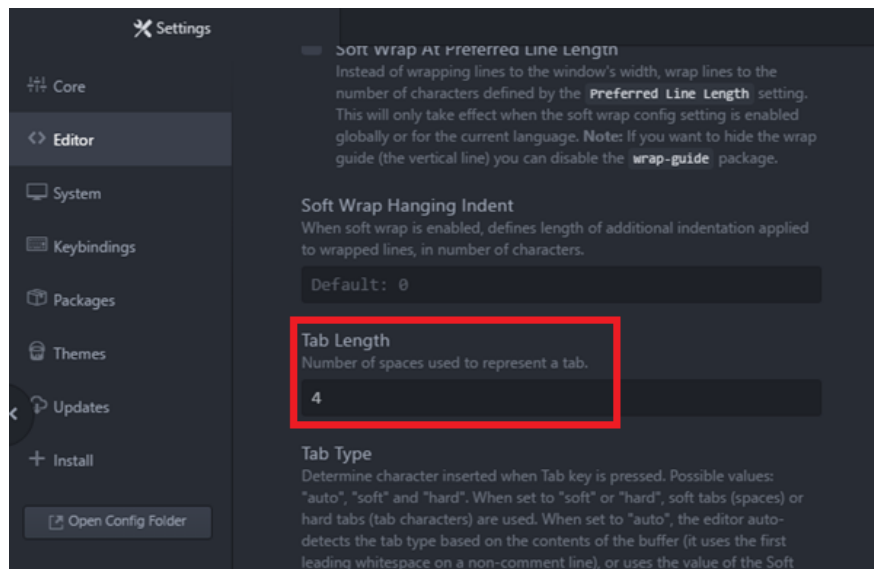 Settings
Core
Editor
System
Keybindings
Packages
Themes
Updates
Install
Open Config Folder
Soft Wrap At Preferred Line Length
Instead of wrapping lines to the window's width, wrap lines to the
number of characters defined by the Preferred Line Length setting.
This will only take effect when the soft wrap config setting is enabled
globally or for the current language. Note: If you want to hide the wrap
guide (the vertical line) you can disable the wrap-guide package.
Soft Wrap Hanging Indent
When soft wrap is enabled, defines length of additional indentation applied
to wrapped lines, in number of characters.
Default: 0
Tab Length
Number of spaces used to represent a tab.
4
Tab Type
Determine character inserted when Tab key is pressed. Possible values:
"auto", "soft" and "hard". When set to "soft" or "hard", soft tabs (spaces) or
hard tabs (tab characters) are used. When set to "auto", the editor auto-
detects the tab type based on the contents of the buffer (it uses the first
leading whitespace on a non-comment line), or uses the value of the Soft